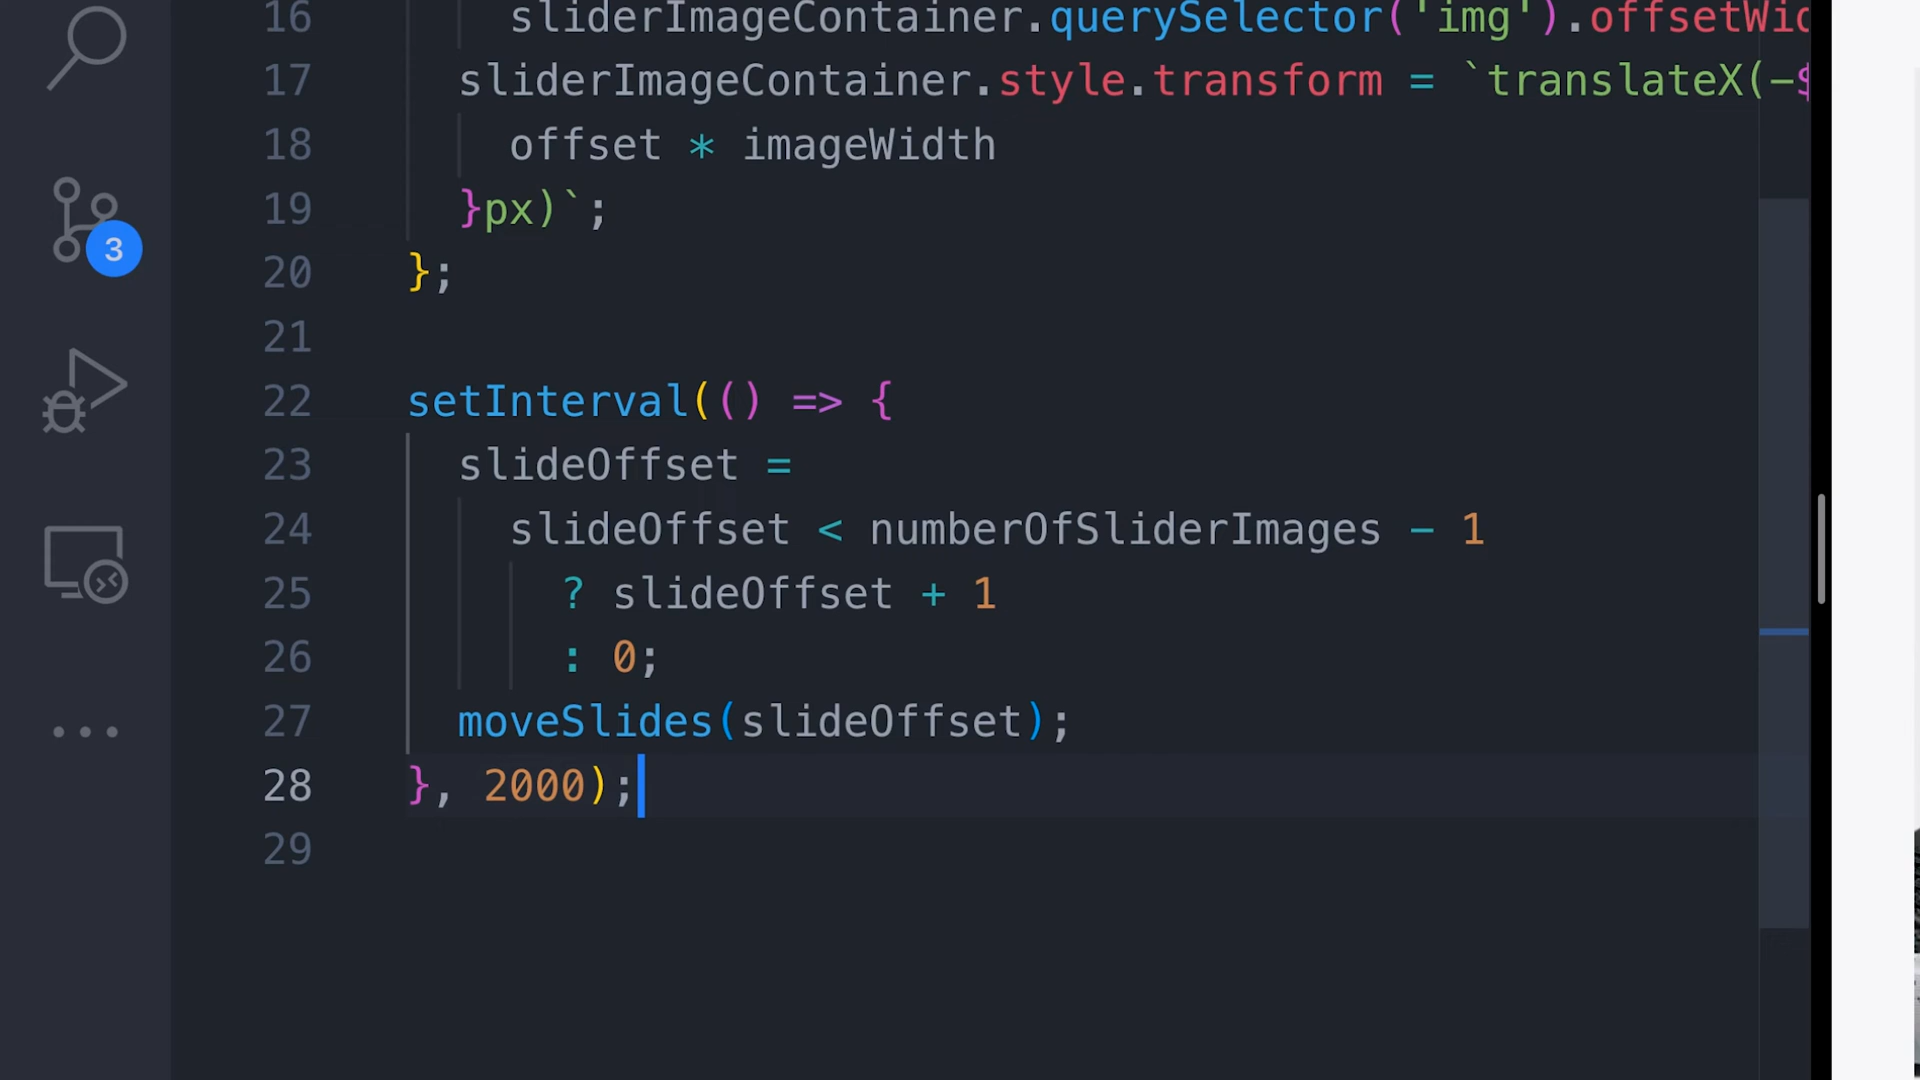 16 sliderImageContainer.querySelector('img').offsetWid
17 sliderImageContainer.style.transform = `translateX(-$
18 offset * imageWidth
19 }px)`;
20 };
21
22 setInterval(() => {
23 slideOffset =
24 slideOffset < numberOfSliderImages - 1
25 ? slideOffset + 1
26 : 0;
27 moveSlides(slideOffset);
28 }, 2000);
29
3